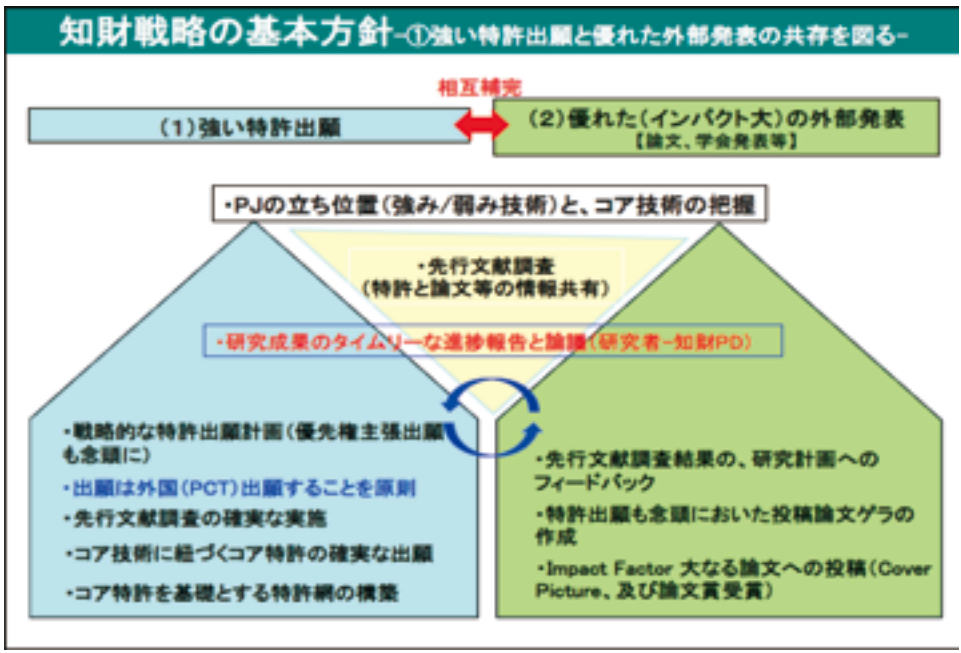 知財戦略の基本方針-①強い特許出願と優れた外部発表の共存を図る-
相互補完
(1)強い特許出願
(2)優れた(インパクト大)の外部発表
【論文、学会発表等】
・PJの立ち位置(強み/弱み技術)と、コア技術の把握
・先行文献調査
(特許と論文等の情報共有)
・研究成果のタイムリーな進捗報告と論議(研究者-知財PD)
・戦略的な特許出願計画(優先権主張出願
も念頭に)
・出願は外国(PCT)出願することを原則
・先行文献調査の確実な実施
・コア技術に紐づくコア特許の確実な出願
・コア特許を基礎とする特許網の構築
・先行文献調査結果の、研究計画への
フィードバック
・特許出願も念頭においた投稿論文ゲラの
作成
・Impact Factor 大なる論文への投稿(Cover
Picture、及び論文賞受賞)